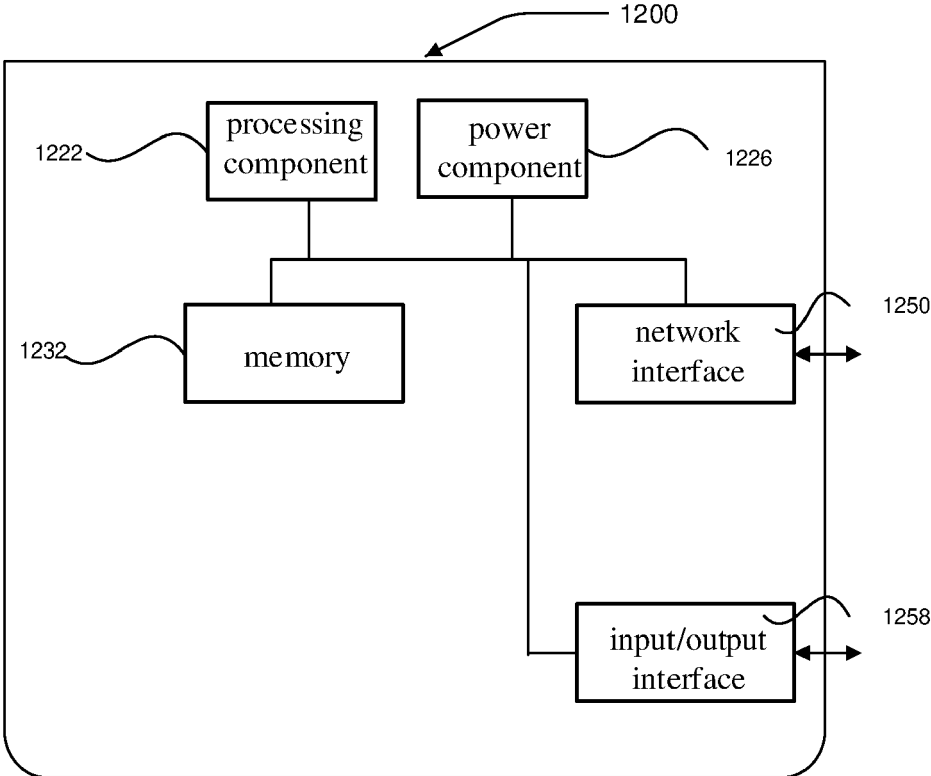 1200
processing
component
1222
power
component
1226
memory
1232
network
interface
1250
input/output
interface
1258